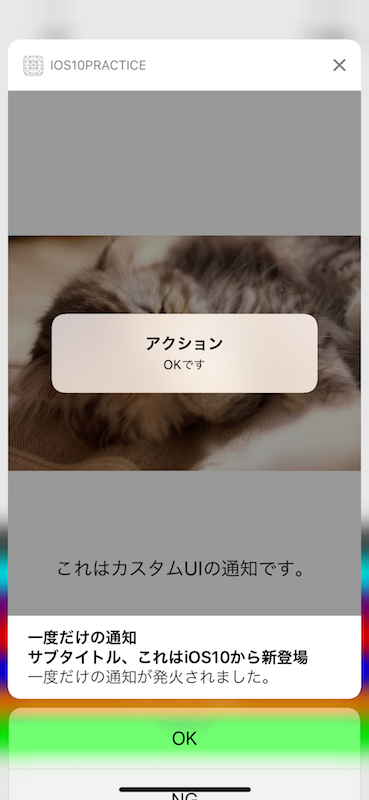 IOS10PRACTICE
アクション
OKです
これはカスタムUIの通知です。
一度だけの通知
サブタイトル、これはiOS10から新登場
一度だけの通知が発火されました。
OK
NG